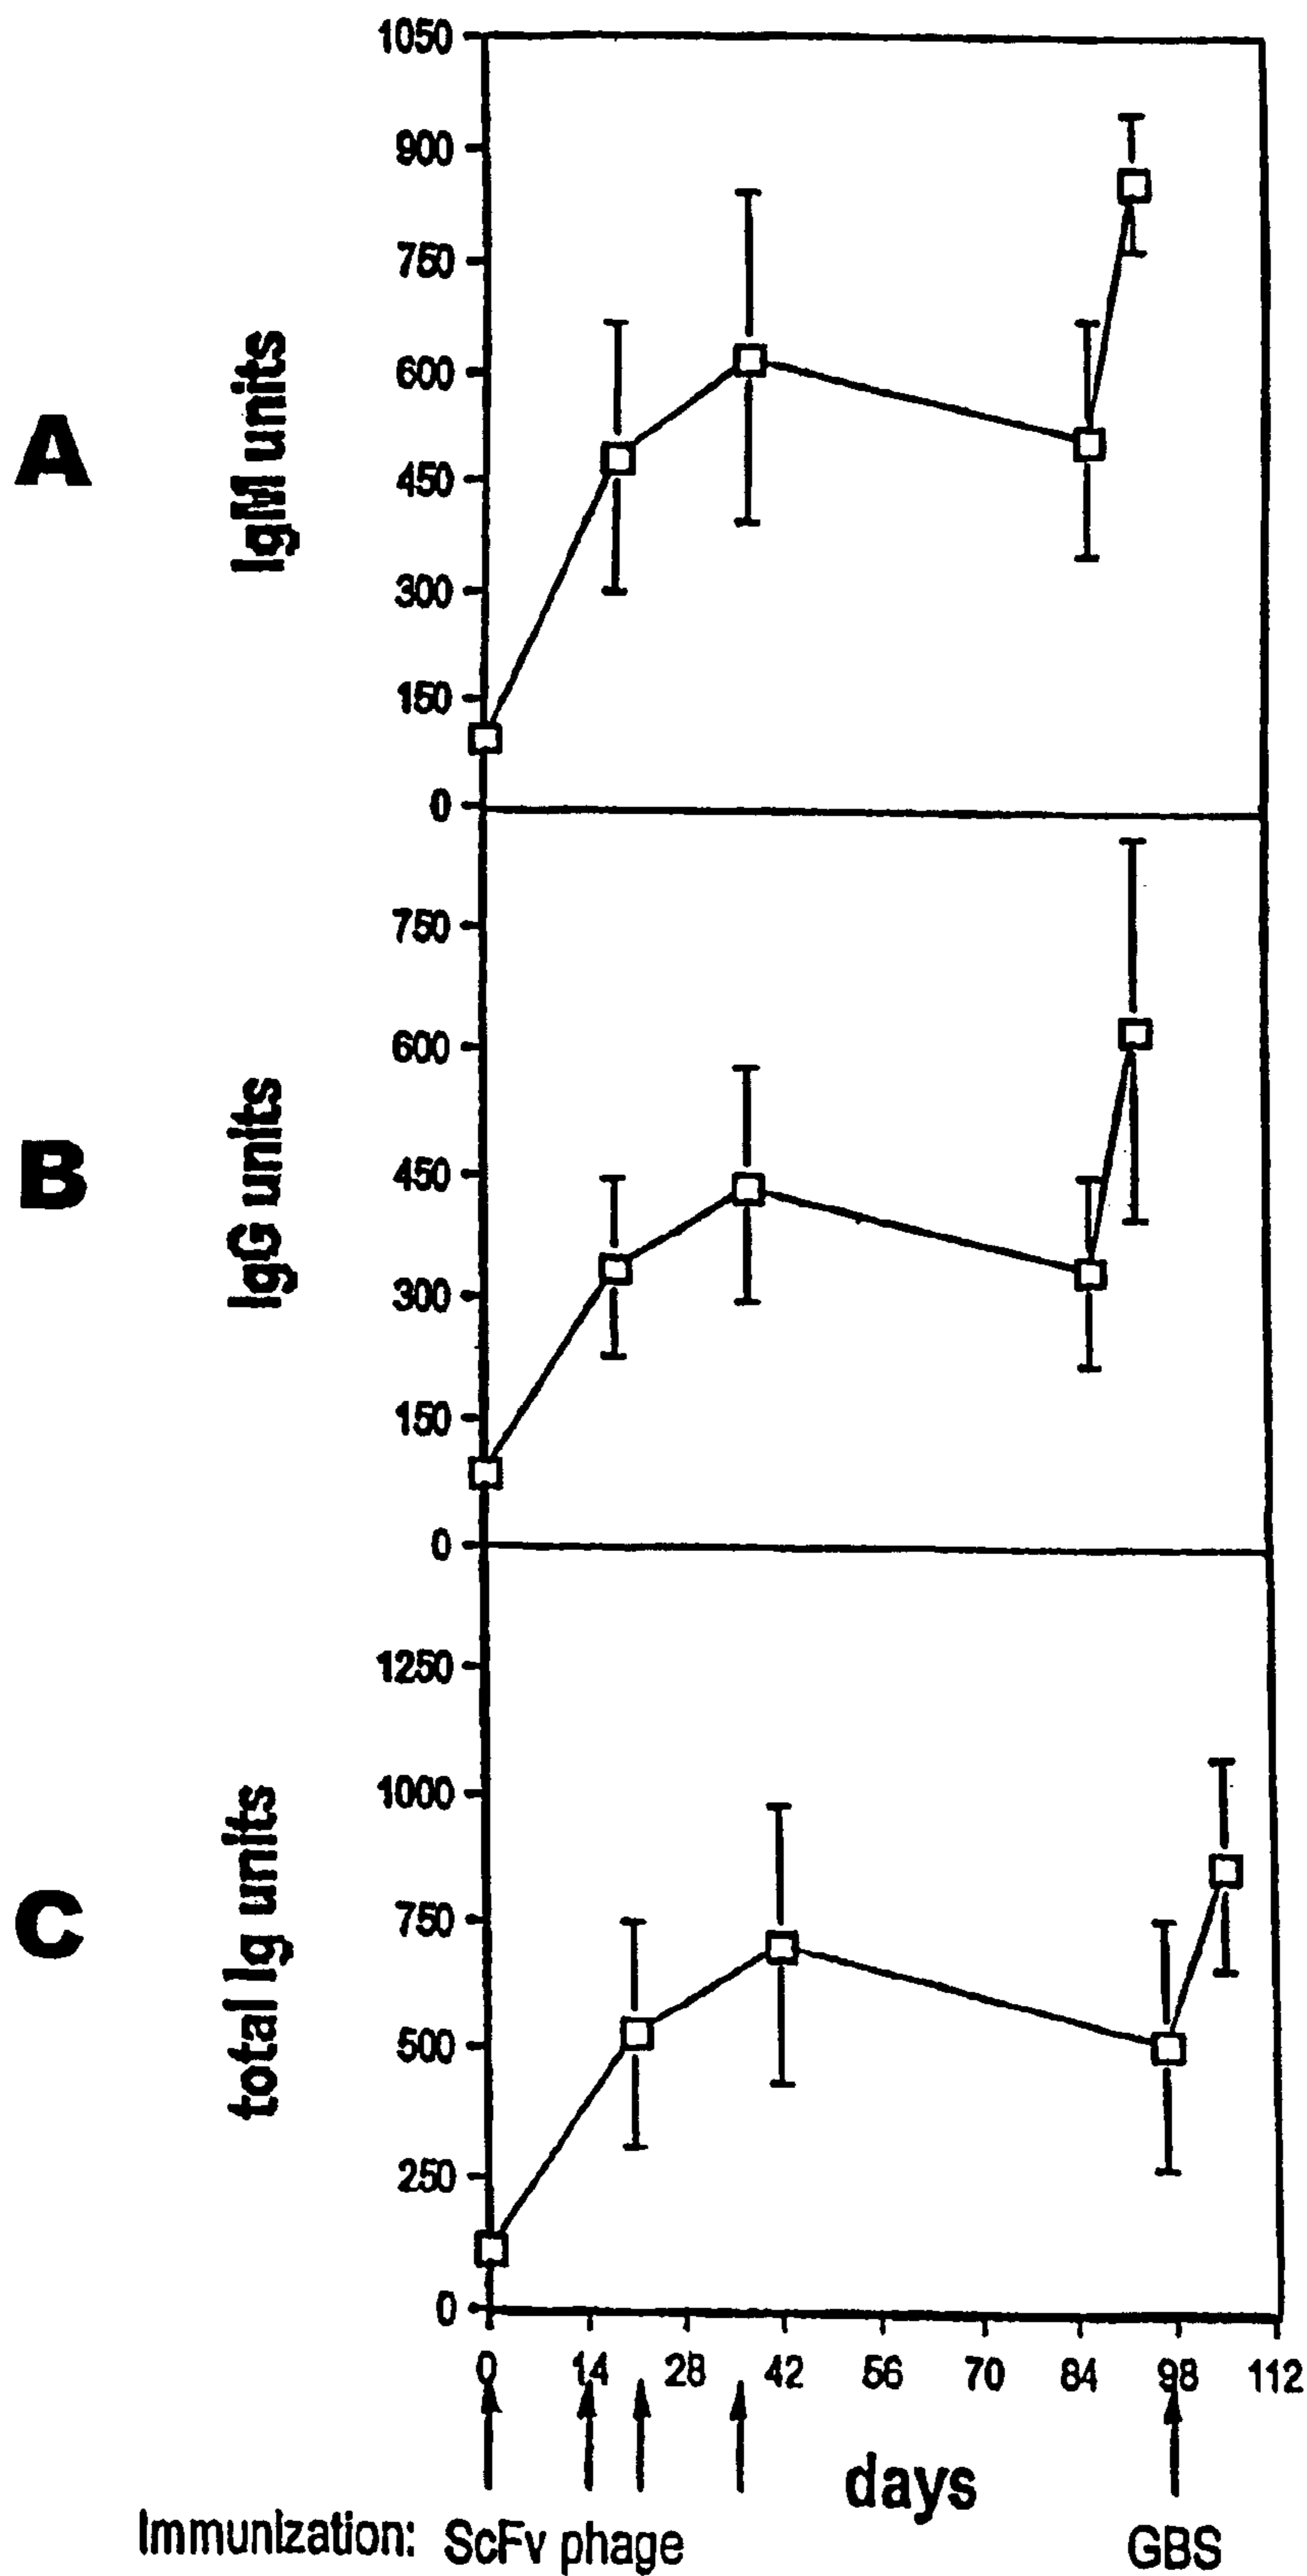 A
IgM units
1050
900
750
600
450
300
150
0
B
IgG units
750
600
450
300
150
0
C
total Ig units
1250
1000
750
500
250
0
0 14 28 42 56 70 84 98 112
days
Immunization: ScFv phage GBS